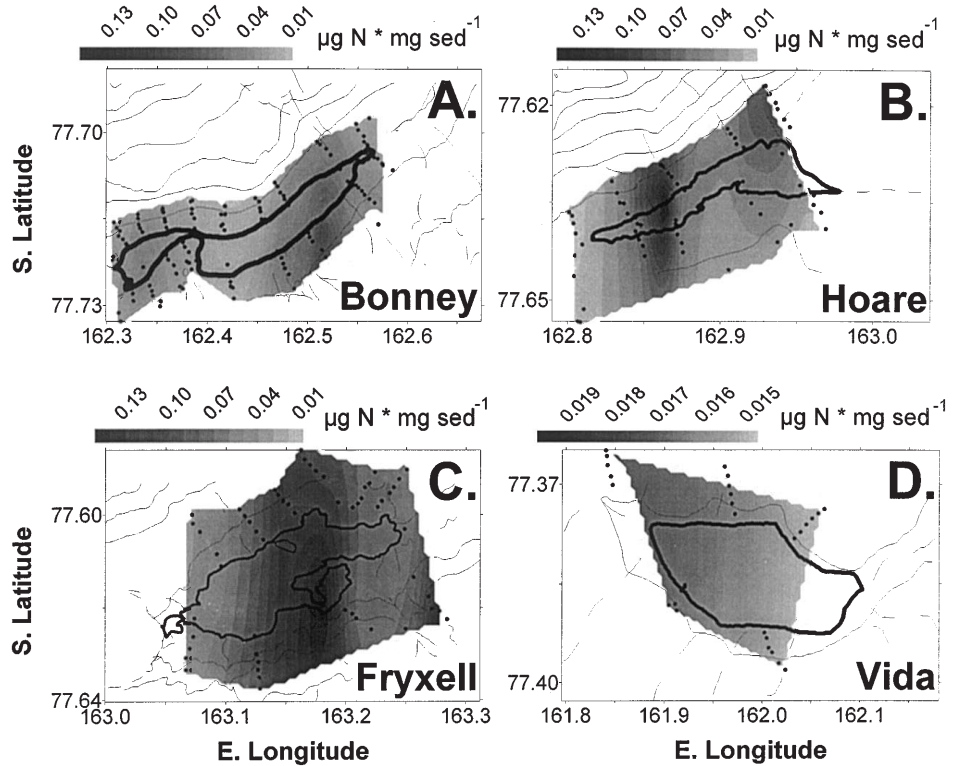 0.13 0.10 0.07 0.04 0.01
µg N * mg sed⁻¹
A.
77.70
77.73
S. Latitude
Bonney
162.3 162.4 162.5 162.6
0.13 0.10 0.07 0.04 0.01
µg N * mg sed⁻¹
B.
77.62
77.65
Hoare
162.8 162.9 163.0
0.13 0.10 0.07 0.04 0.01
µg N * mg sed⁻¹
C.
77.60
77.64
S. Latitude
Fryxell
163.0 163.1 163.2 163.3
E. Longitude
0.019 0.018 0.017 0.016 0.015
µg N * mg sed⁻¹
D.
77.37
77.40
Vida
161.8 161.9 162.0 162.1
E. Longitude